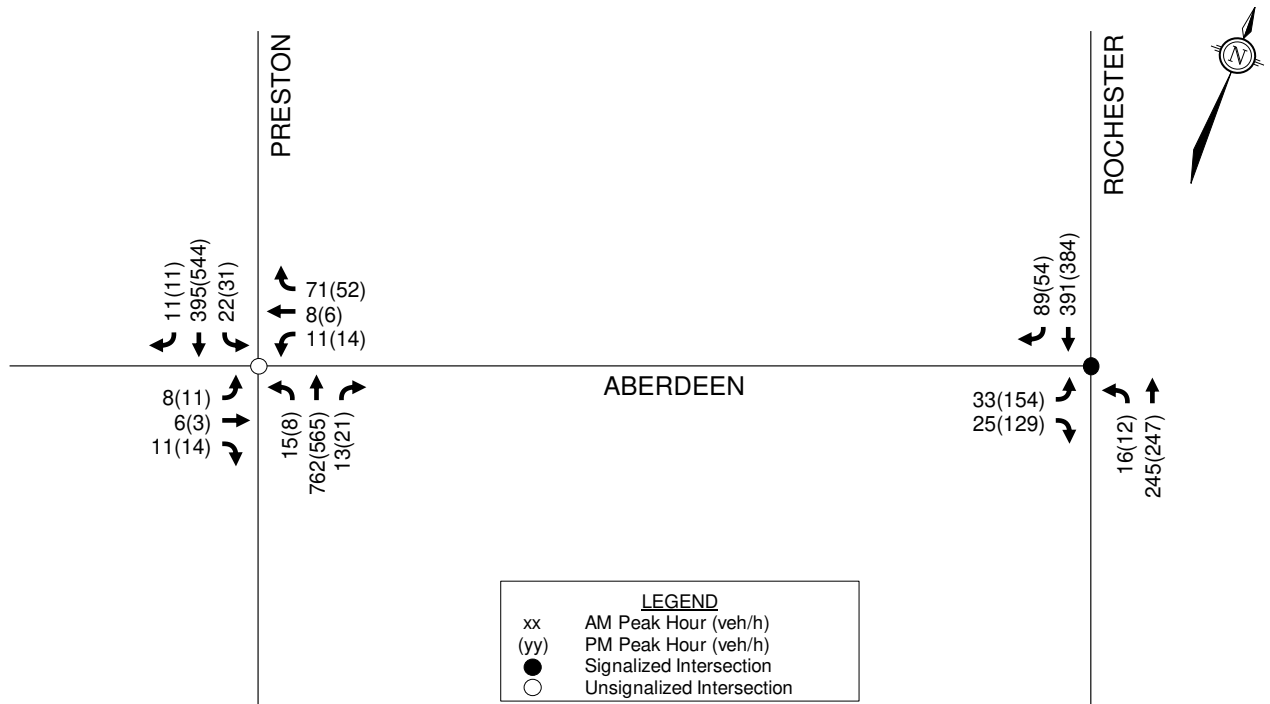 PRESTON
ROCHESTER
N
11(11)
395(544)
22(31)
71(52)
8(6)
11(14)
8(11)
6(3)
11(14)
15(8)
762(565)
13(21)
ABERDEEN
89(54)
391(384)
33(154)
25(129)
16(12)
245(247)
LEGEND
xx AM Peak Hour (veh/h)
(yy) PM Peak Hour (veh/h)
Signalized Intersection
Unsignalized Intersection